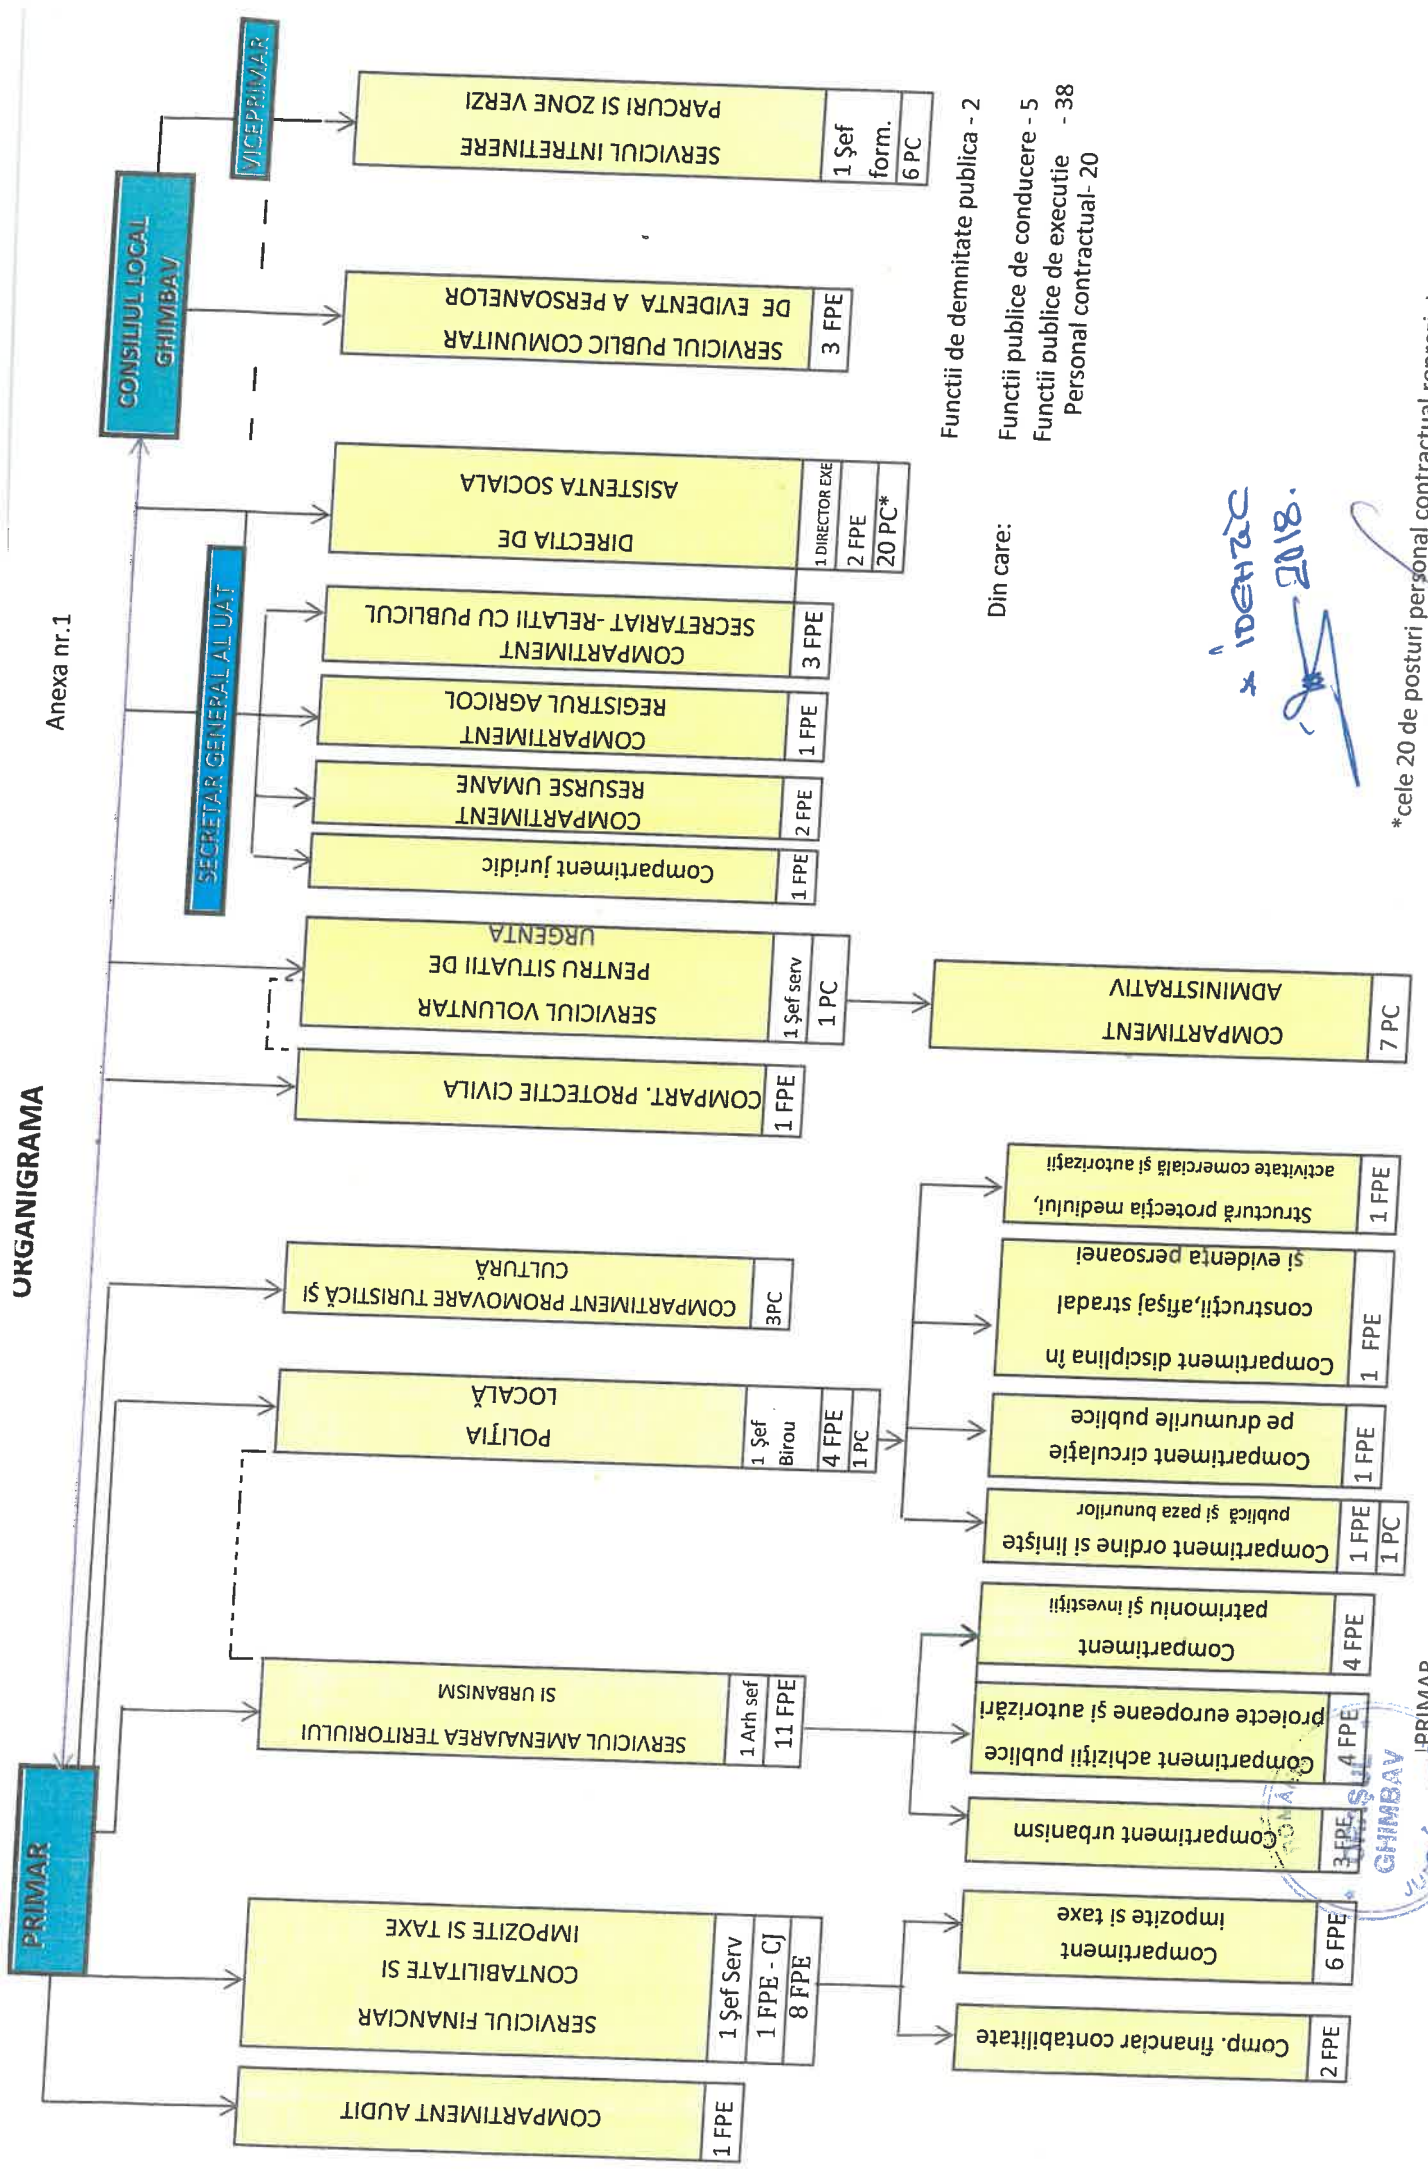 Anexa nr.1
ORGANIGRAMA
PRIMAR
CONSILIUL LOCAL
GHIMBAV
VICEPRIMAR
SECRETAR GENERAL AL UAT
COMPARTIMENT AUDIT
1 FPE
SERVICIUL FINANCIAR
CONTABILITATE SI
IMPOZITE SI TAXE
1 Şef Serv
1 FPE - CJ
8 FPE
SERVICIUL AMENAJAREA TERITORIULUI
SI URBANISM
1 Arh sef
11 FPE
POLIŢIA
LOCALĂ
1 Şef
Birou
4 FPE
1 PC
COMPARTIMENT PROMOVARE TURISTICĂ ŞI
CULTURĂ
3PC
COMPART. PROTECTIE CIVILA
1 FPE
SERVICIUL VOLUNTAR
PENTRU SITUATII DE
URGENTA
1 Şef serv
1 PC
Compartiment juridic
1 FPE
COMPARTIMENT
RESURSE UMANE
2 FPE
COMPARTIMENT
REGISTRUL AGRICOL
1 FPE
COMPARTIMENT
SECRETARIAT -RELATII CU PUBLICUL
3 FPE
DIRECTIA DE
ASISTENTA SOCIALA
1 DIRECTOR EXE
2 FPE
20 PC*
SERVICIUL PUBLIC COMUNITAR
DE EVIDENTA A PERSOANELOR
3 FPE
SERVICIUL INTRETINERE
PARCURI SI ZONE VERZI
1 Şef
form.
6 PC
Comp. financiar contabilitate
2 FPE
Compartiment
impozite si taxe
6 FPE
Compartiment urbanism
3 FPE
Compartiment achiziţii publice
proiecte europene şi autorizări
4 FPE
Compartiment
patrimoniu şi investiţii
4 FPE
Compartiment ordine si linişte
publică şi paza bunurilor
1 FPE
1 PC
Compartiment circulaţie
pe drumurile publice
1 FPE
Compartiment disciplina în
construcţii,afişaj stradal
şi evidenţa persoanei
1 FPE
Structură protecţia mediului,
activitate comercială şi autorizaţii
1 FPE
COMPARTIMENT
ADMINISTRATIV
7 PC
Functii de demnitate publica - 2
Din care:
Functii publice de conducere - 5
Functii publice de executie - 38
Personal contractual- 20
2018.
*cele 20 de posturi personal contractual
PRIMAR
GHIMBAV